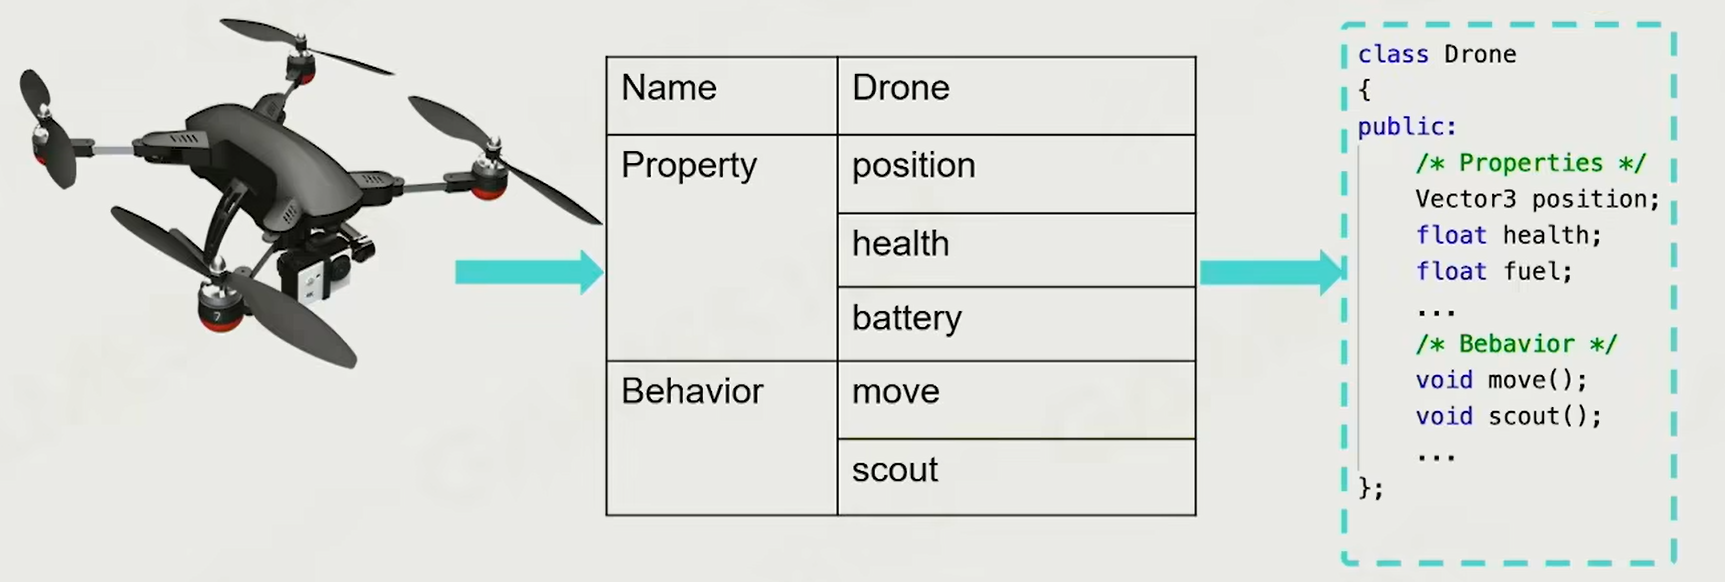 Name
Drone
Property
position
health
battery
Behavior
move
scout
class Drone
{
public:
/* Properties */
Vector3 position;
float health;
float fuel;
...
/* Bebavior */
void move();
void scout();
...
};